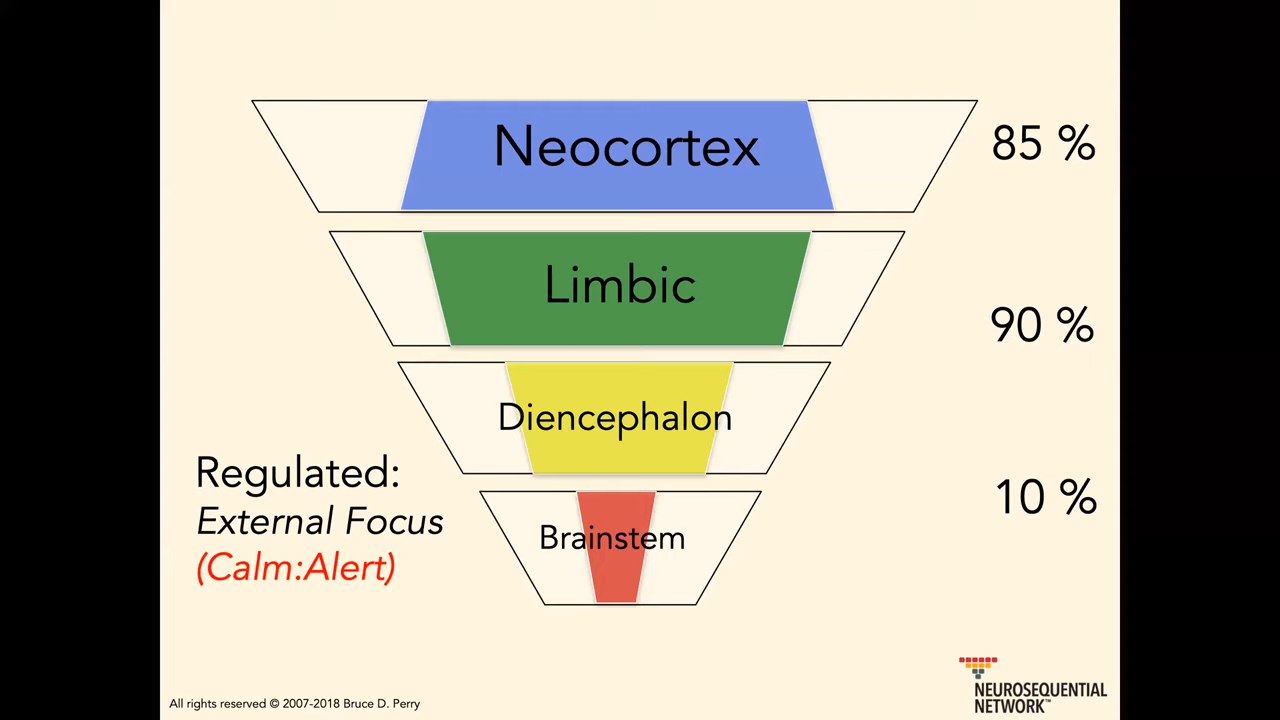 Neocortex
85 %
Limbic
90 %
Diencephalon
Regulated:
External Focus
(Calm:Alert)
10 %
Brainstem
All rights reserved © 2007-2018 Bruce D. Perry
NEUROSEQUENTIAL
NETWORK™